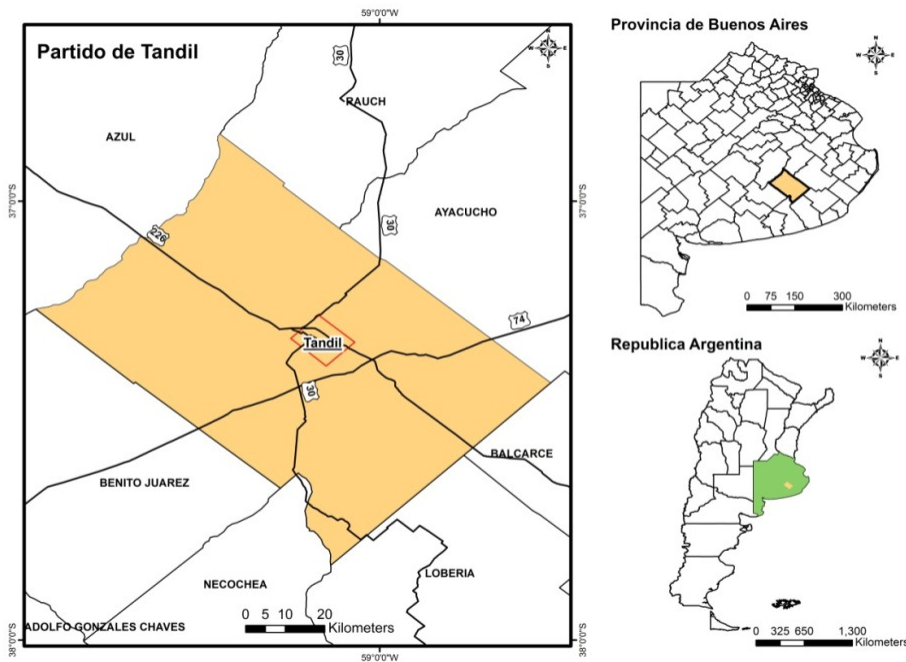 59°0'0"W
Partido de Tandil
N
W E
S
30
RAUCH
AZUL
37°0'0"S
37°0'0"S
AYACUCHO
226
30
74
Tandil
30
BALCARCE
BENITO JUAREZ
NECOCHEA
LOBERIA
ADOLFO GONZALES CHAVES
0 5 10 20
Kilometers
38°0'0"S
38°0'0"S
59°0'0"W
Provincia de Buenos Aires
N
W E
S
0 75 150 300
Kilometers
Republica Argentina
N
W E
S
0 325 650 1,300
Kilometers